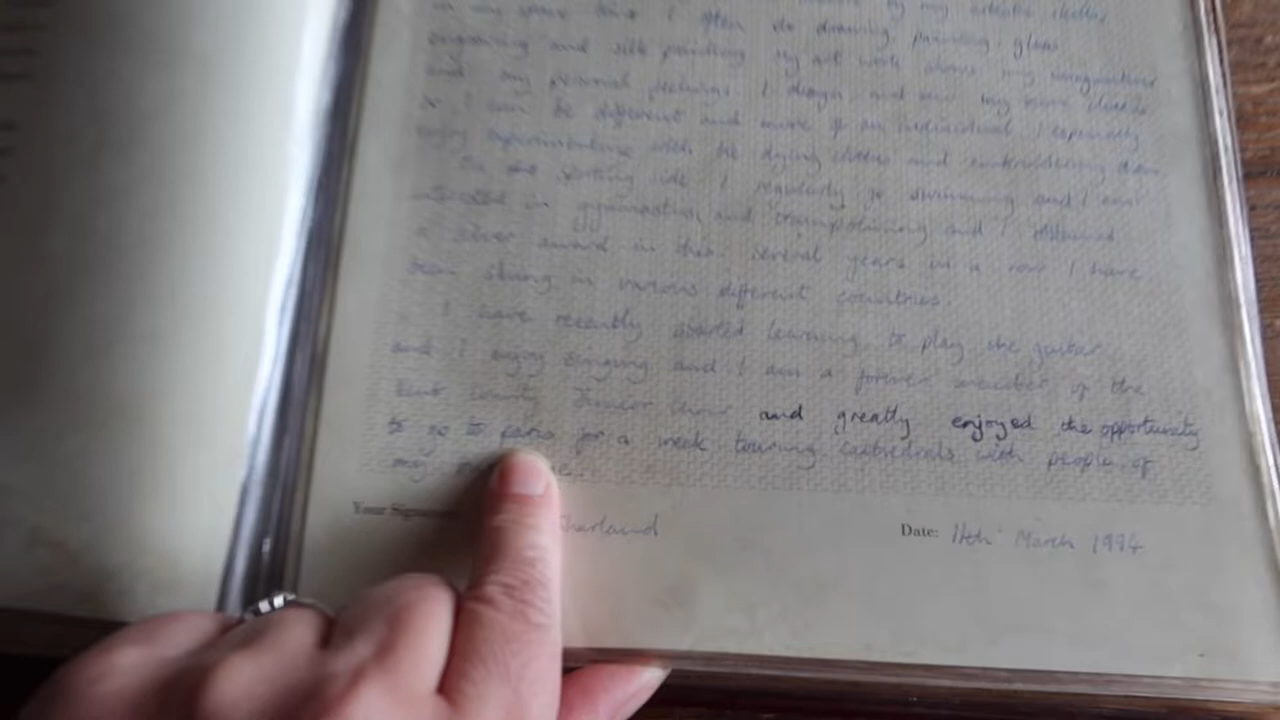 in my spare time I often do drawing, painting, glass
engraving and silk painting. My art work shows my imagination
and my personal feelings. I design and sew my own clothes
so I can be different and more of an individual. I especially
enjoy experimenting with tie dying clothes and embroidering them
On the sporting side I regularly go swimming and I am
interested in gymnastics and trampolining and I obtained
a silver award in this. Several years in a row I have
been skiing in various different countries.
I have recently started learning to play the guitar
and I enjoy singing and I am a former member of the
Kent County Junior Choir and greatly enjoyed the opportunity
to go to paris for a week touring cathedrals with people of
my
Your
Date: 11th March 1994